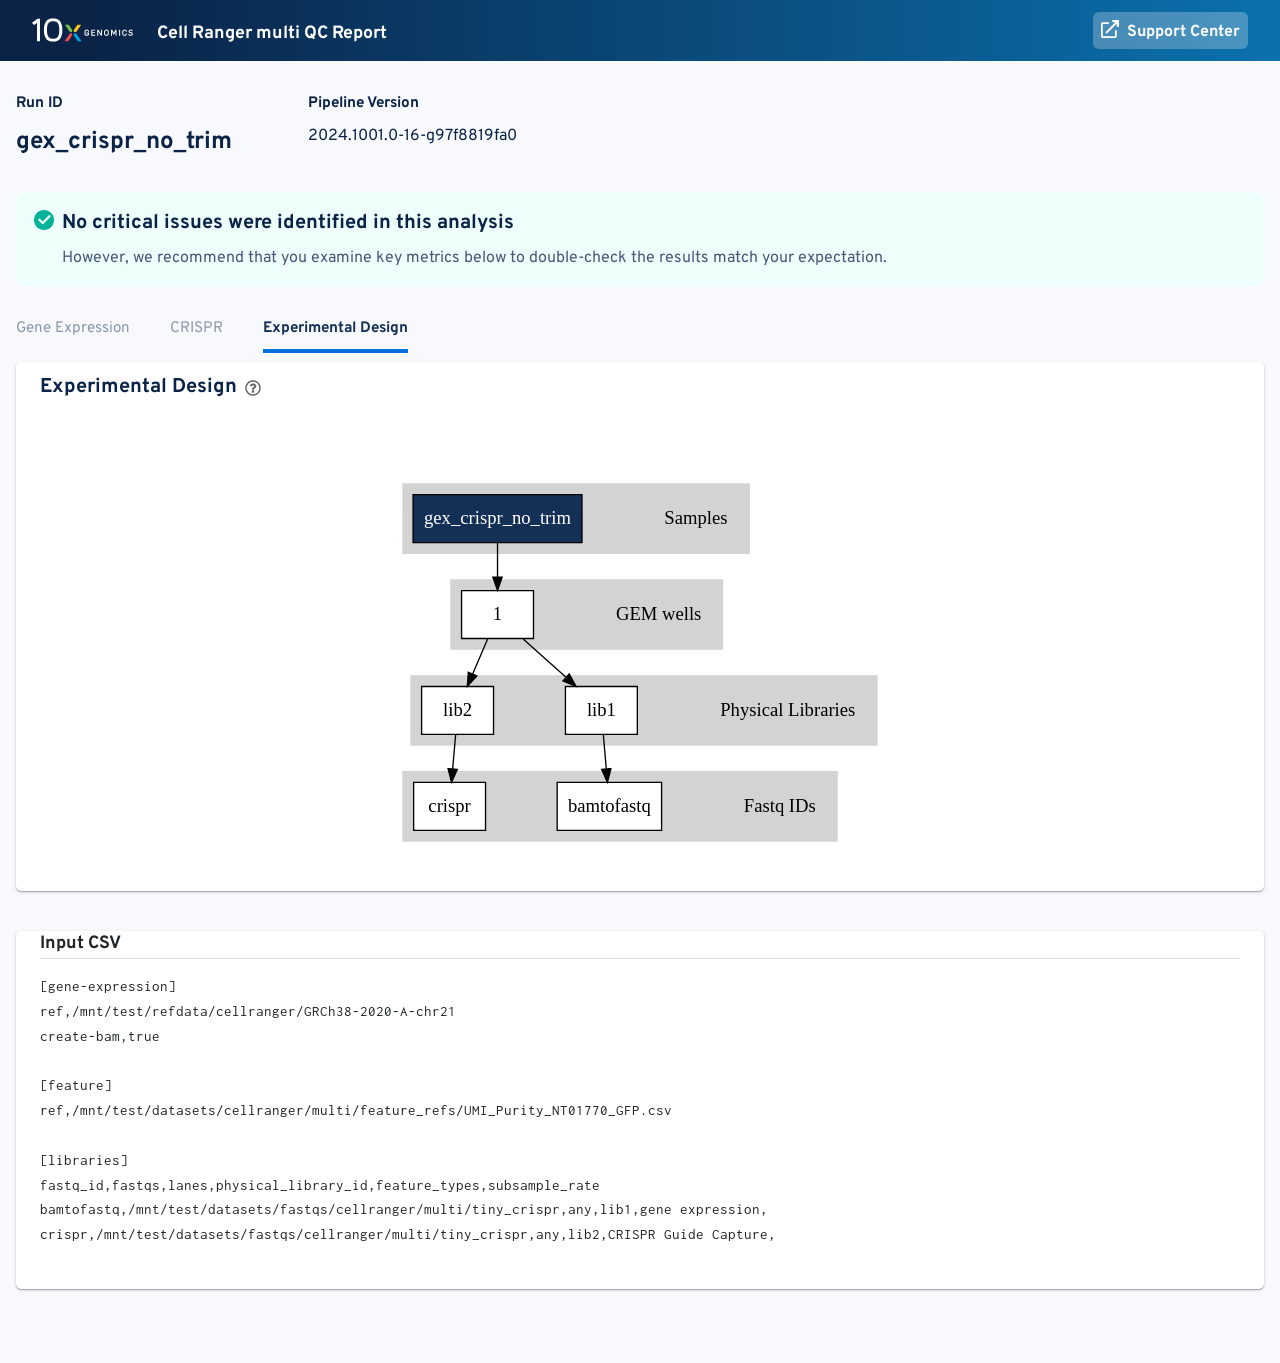 10X GENOMICS Cell Ranger multi QC Report Support Center
Run ID Pipeline Version
gex_crispr_no_trim 2024.1001.0-16-g97f8819fa0
No critical issues were identified in this analysis
However, we recommend that you examine key metrics below to double-check the results match your expectation.
Gene Expression CRISPR Experimental Design
Experimental Design ?
gex_crispr_no_trim Samples
1 GEM wells
lib2 lib1 Physical Libraries
crispr bamtofastq Fastq IDs
Input CSV
[gene-expression]
ref,/mnt/test/refdata/cellranger/GRCh38-2020-A-chr21
create-bam,true
[feature]
ref,/mnt/test/datasets/cellranger/multi/feature_refs/UMI_Purity_NT01770_GFP.csv
[libraries]
fastq_id,fastqs,lanes,physical_library_id,feature_types,subsample_rate
bamtofastq,/mnt/test/datasets/fastqs/cellranger/multi/tiny_crispr,any,lib1,gene expression,
crispr,/mnt/test/datasets/fastqs/cellranger/multi/tiny_crispr,any,lib2,CRISPR Guide Capture,